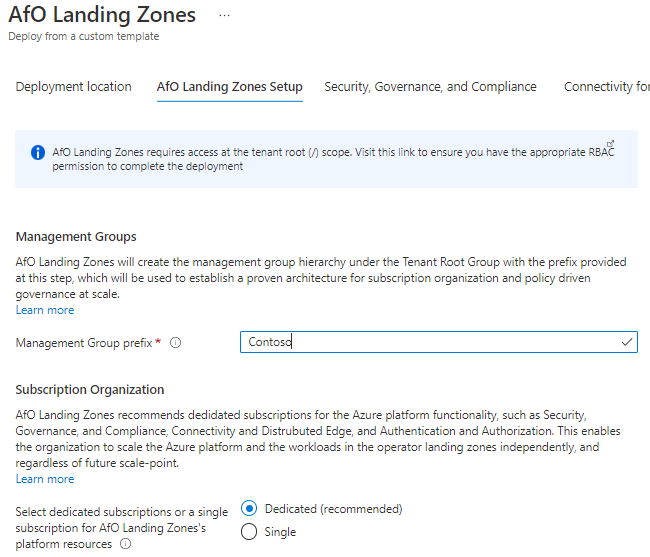 AfO Landing Zones ...
Deploy from a custom template
Deployment location AfO Landing Zones Setup Security, Governance, and Compliance Connectivity for
AfO Landing Zones requires access at the tenant root (/) scope. Visit this link to ensure you have the appropriate RBAC
permission to complete the deployment
Management Groups
AfO Landing Zones will create the management group hierarchy under the Tenant Root Group with the prefix provided
at this step, which will be used to establish a proven architecture for subscription organization and policy driven
governance at scale.
Learn more
Management Group prefix *
Contoso
Subscription Organization
AfO Landing Zones recommends dedidated subscriptions for the Azure platform functionality, such as Security,
Governance, and Compliance, Connectivity and Distrubuted Edge, and Authentication and Authorization. This enables
the organization to scale the Azure platform and the workloads in the operator landing zones independently, and
regardless of future scale-point.
Learn more
Select dedicated subscriptions or a single
subscription for AfO Landing Zones's
platform resources
Dedicated (recommended)
Single